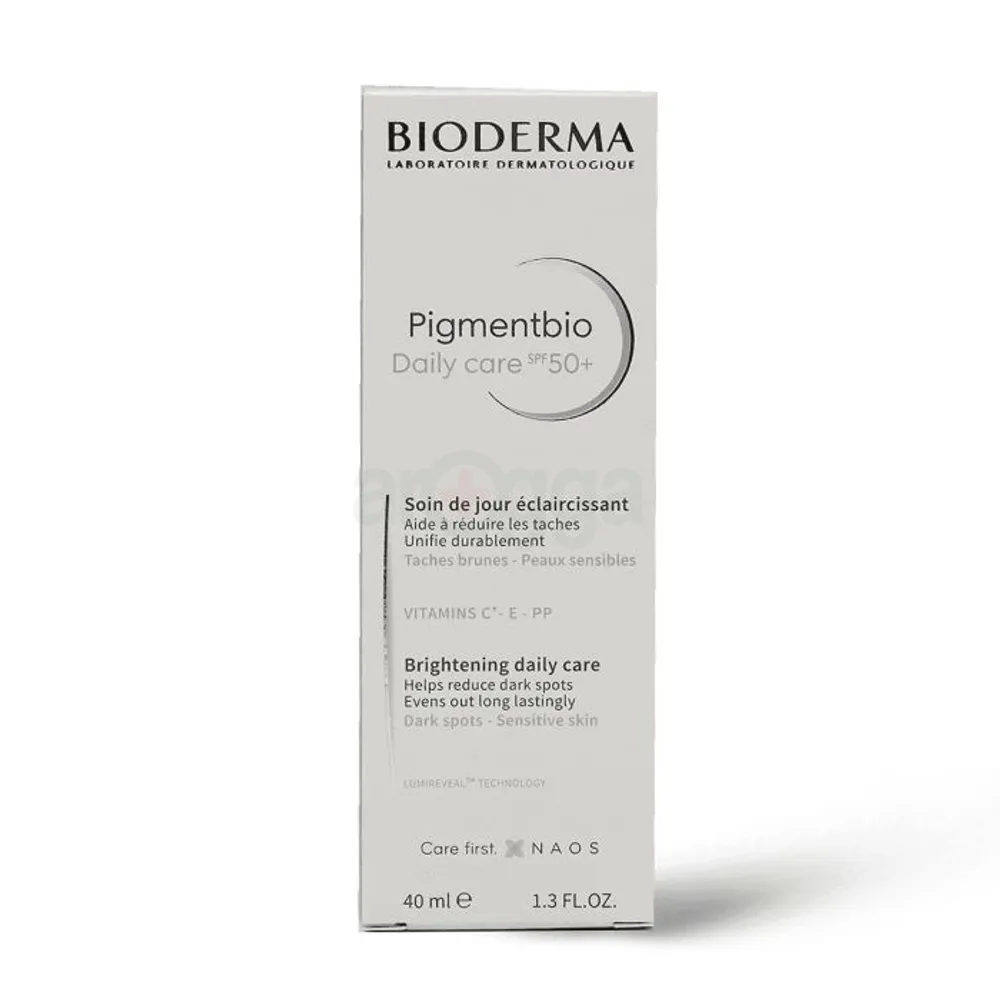 BIODERMA
LABORATOIRE DERMATOLOGIQUE
Pigmentbio
Daily care SPF50+
arogga
Soin de jour éclaircissant
Aide à réduire les taches
Unifie durablement
Taches brunes - Peaux sensibles
VITAMINS C*- E - PP
Brightening daily care
Helps reduce dark spots
Evens out long lastingly
Dark spots - Sensitive skin
LUMIREVEAL™ TECHNOLOGY
Care first. NAOS
40 ml ℮ 1.3 FL.OZ.